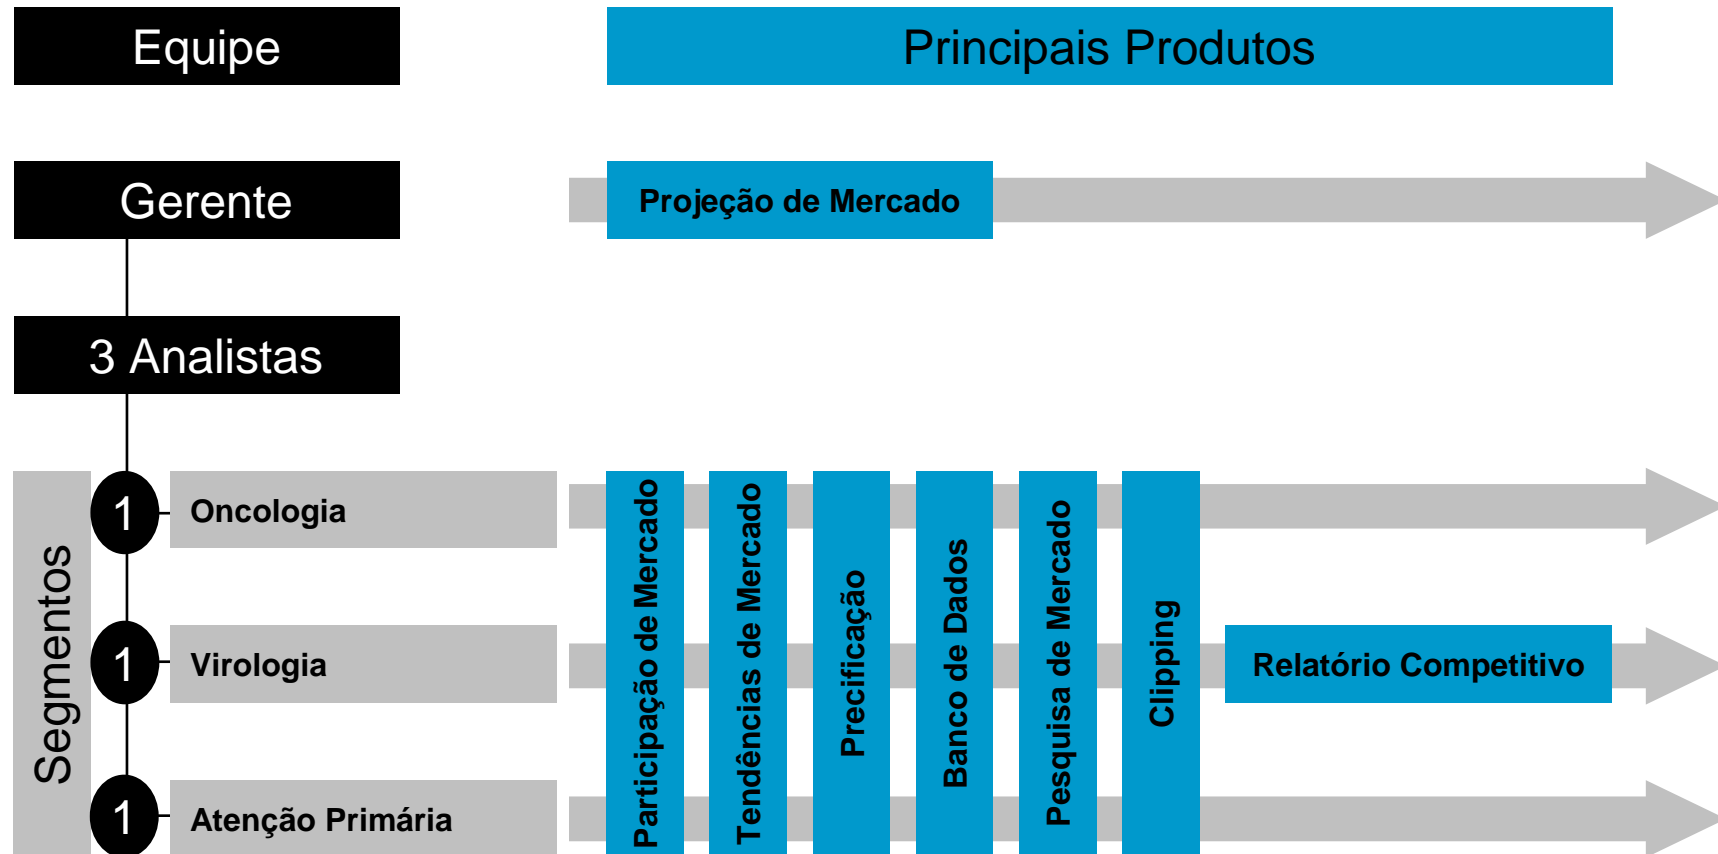 Equipe
Principais Produtos
Gerente
Projeção de Mercado
3 Analistas
Segmentos
1
Oncologia
1
Virologia
1
Atenção Primária
Participação de Mercado
Tendências de Mercado
Precificação
Banco de Dados
Pesquisa de Mercado
Clipping
Relatório Competitivo